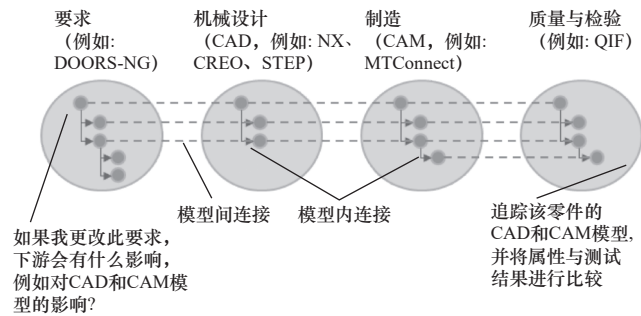 要求
（例如:
DOORS-NG）
机械设计
（CAD，例如: NX、
CREO、STEP）
制造
（CAM，例如:
MTConnect）
质量与检验
（例如: QIF）
模型间连接
模型内连接
如果我更改此要求，
下游会有什么影响，
例如对CAD和CAM模
型的影响?
追踪该零件的
CAD和CAM模型,
并将属性与测试
结果进行比较